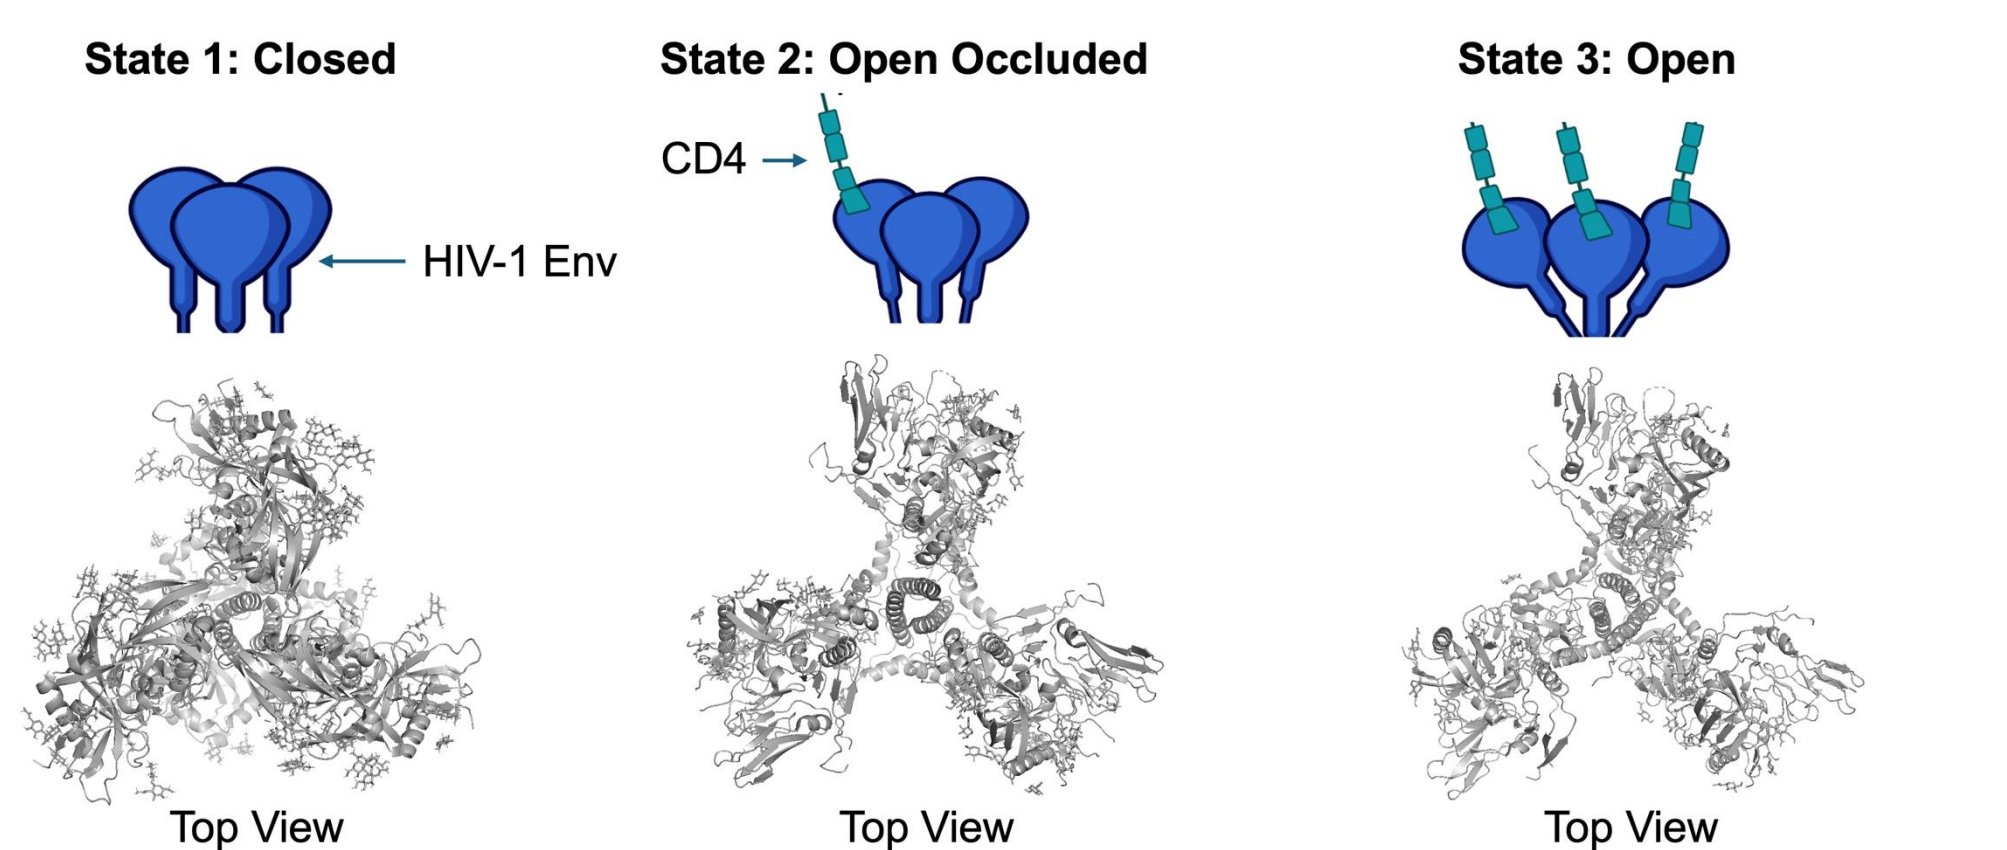 State 1: Closed
State 2: Open Occluded
State 3: Open
CD4
HIV-1 Env
Top View
Top View
Top View